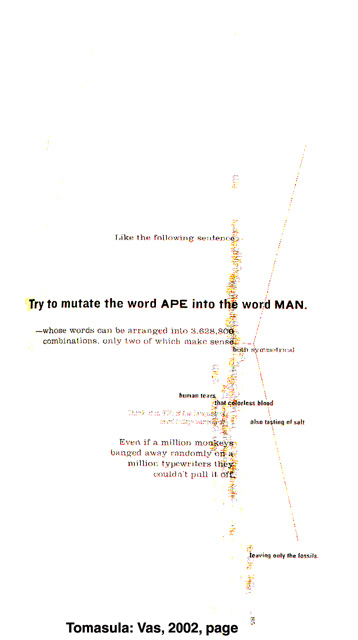 Like the following sentence
Try to mutate the word APE into the word MAN.
—whose words can be arranged into 3,628,800
combinations, only two of which make sense.
both symmetrical
human tears
that colorless blood
also tasting of salt
Even if a million monkeys
banged away randomly on a
million typewriters they
couldn't pull it off.
leaving only the fossils.
Tomasula: Vas, 2002, page